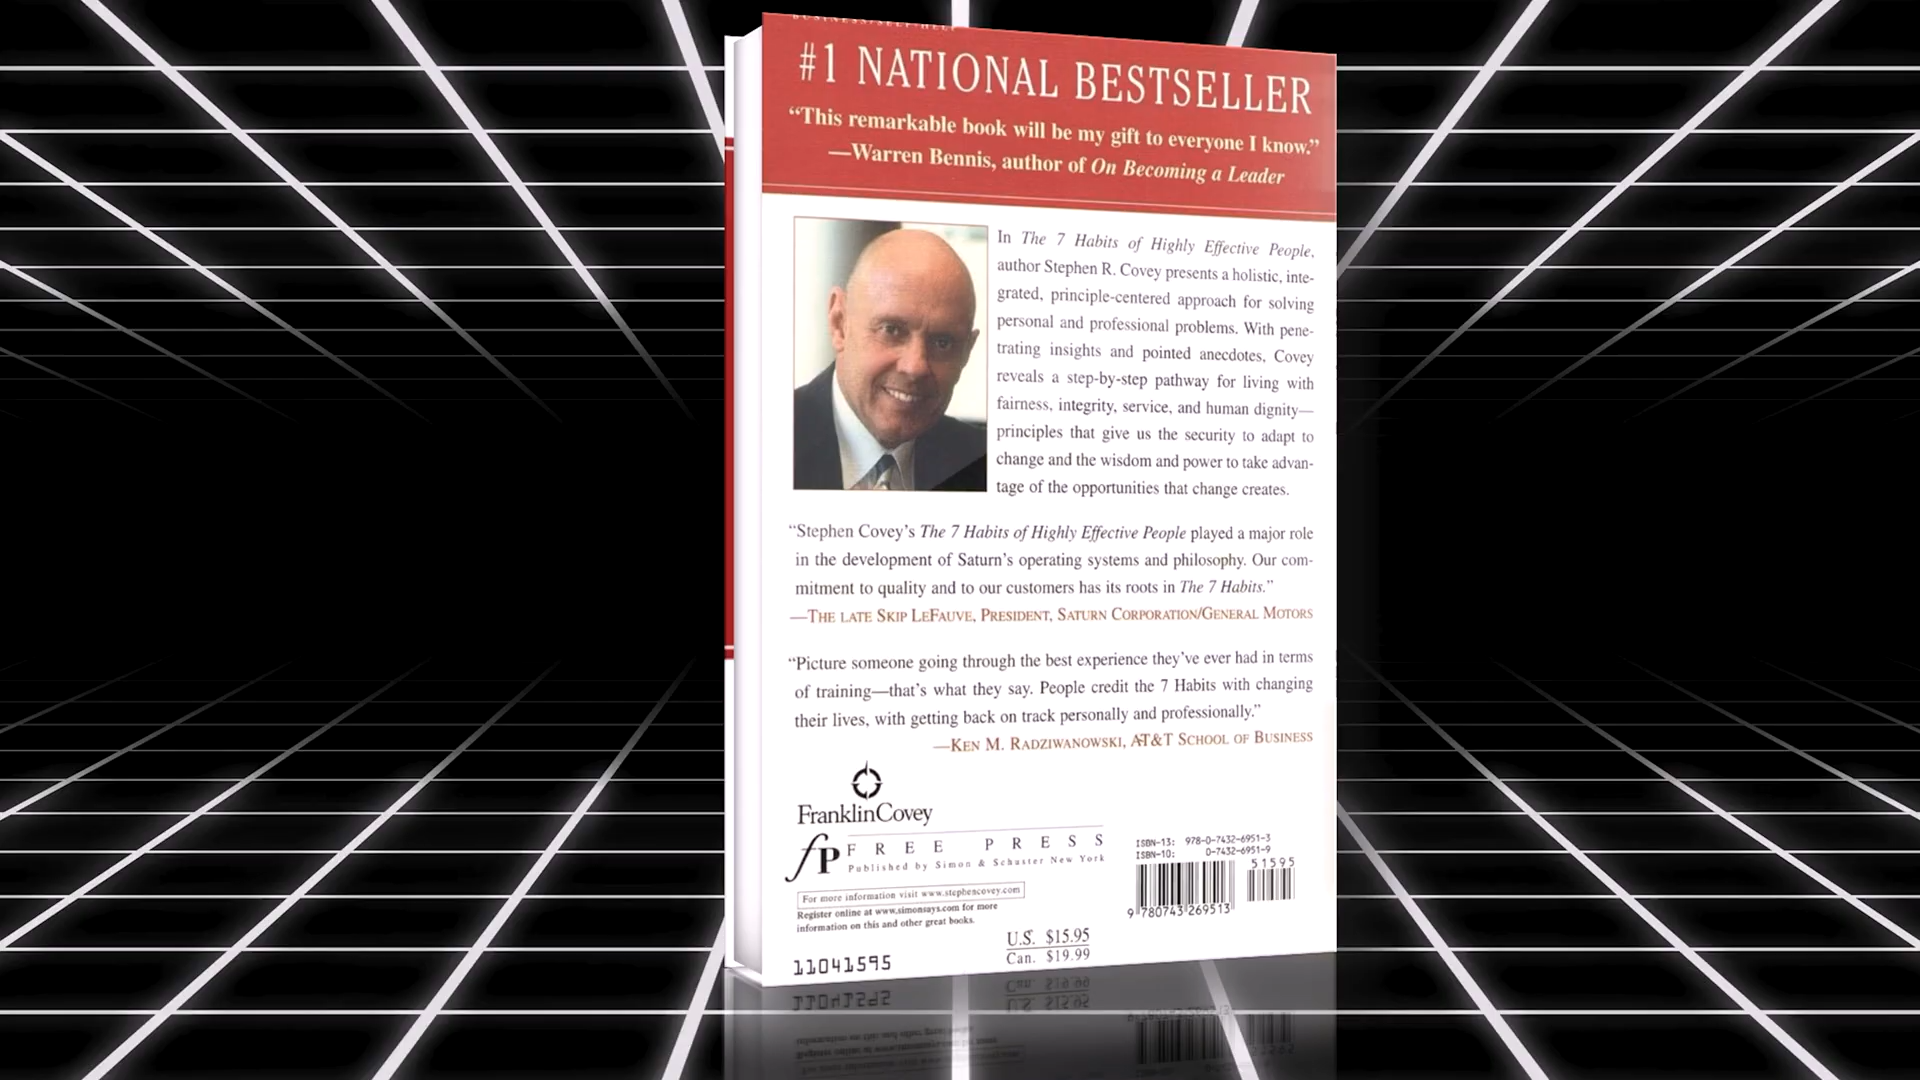 BUSINESS/SELF-HELP
#1 NATIONAL BESTSELLER
“This remarkable book will be my gift to everyone I know.”
—Warren Bennis, author of On Becoming a Leader
In The 7 Habits of Highly Effective People,
author Stephen R. Covey presents a holistic, inte-
grated, principle-centered approach for solving
personal and professional problems. With pene-
trating insights and pointed anecdotes, Covey
reveals a step-by-step pathway for living with
fairness, integrity, service, and human dignity—
principles that give us the security to adapt to
change and the wisdom and power to take advan-
tage of the opportunities that change creates.
“Stephen Covey’s The 7 Habits of Highly Effective People played a major role
in the development of Saturn’s operating systems and philosophy. Our com-
mitment to quality and to our customers has its roots in The 7 Habits.”
—THE LATE SKIP LEFAUVE, PRESIDENT, SATURN CORPORATION/GENERAL MOTORS
“Picture someone going through the best experience they’ve ever had in terms
of training—that’s what they say. People credit the 7 Habits with changing
their lives, with getting back on track personally and professionally.”
—KEN M. RADZIWANOWSKI, AT&T SCHOOL OF BUSINESS
FranklinCovey
fP FREE PRESS
Published by Simon & Schuster New York
For more information visit www.stephencovey.com
Register online at www.simonsays.com for more
information on this and other great books.
11041595
U.S. $15.95
Can. $19.99
ISBN-13: 978-0-7432-6951-3
ISBN-10: 0-7432-6951-9
51595
9 780743 269513